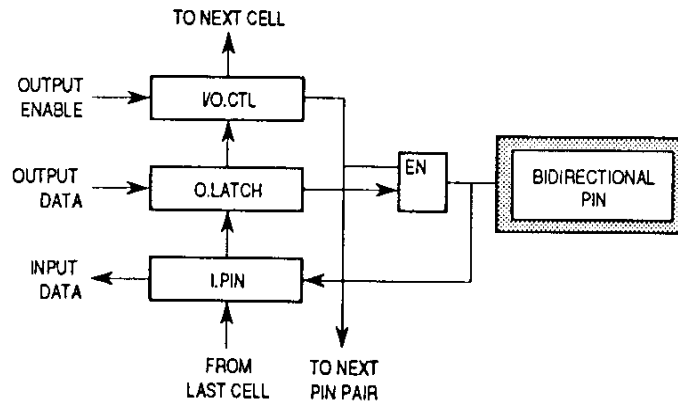 TO NEXT CELL
OUTPUT
ENABLE
I/O.CTL
EN
OUTPUT
DATA
O.LATCH
BIDIRECTIONAL
PIN
INPUT
DATA
I.PIN
FROM
LAST CELL
TO NEXT
PIN PAIR